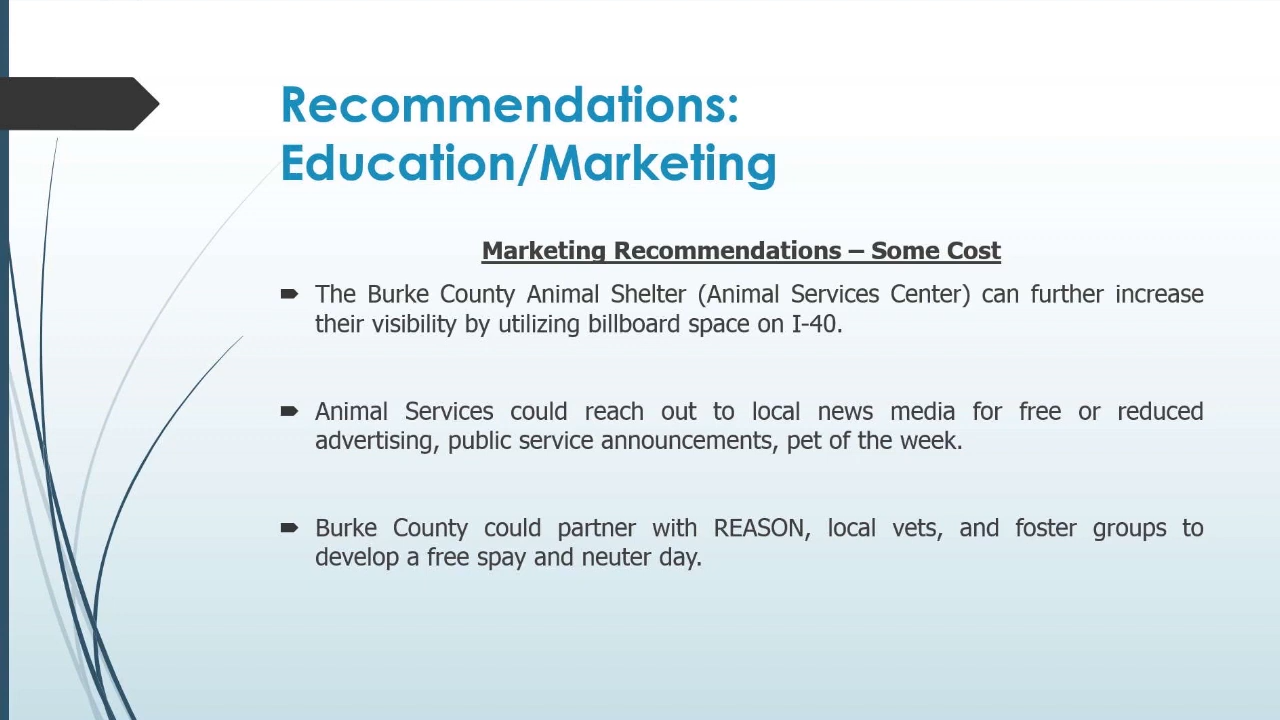 Recommendations:
Education/Marketing
Marketing Recommendations – Some Cost
The Burke County Animal Shelter (Animal Services Center) can further increase
their visibility by utilizing billboard space on I-40.
Animal Services could reach out to local news media for free or reduced
advertising, public service announcements, pet of the week.
Burke County could partner with REASON, local vets, and foster groups to
develop a free spay and neuter day.